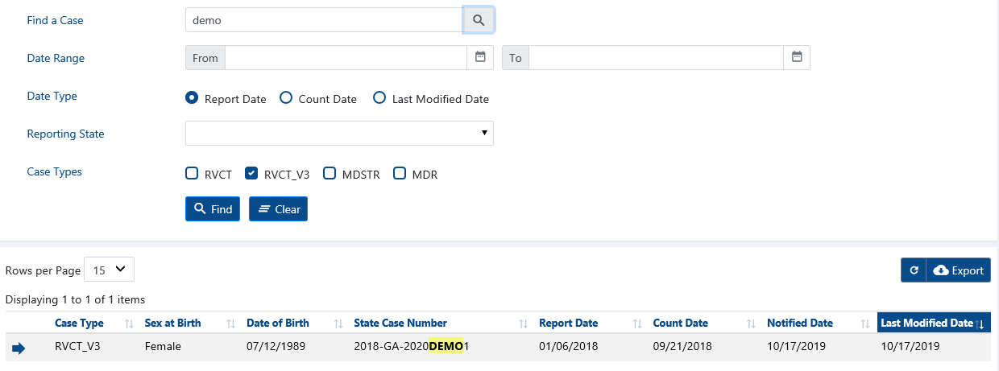 Find a Case demo
Date Range From To
Date Type Report Date Count Date Last Modified Date
Reporting State
Case Types RVCT RVCT_V3 MDSTR MDR
Find Clear
Rows per Page 15 Export
Displaying 1 to 1 of 1 items
Case Type Sex at Birth Date of Birth State Case Number Report Date Count Date Notified Date Last Modified Date
RVCT_V3 Female 07/12/1989 2018-GA-2020DEMO1 01/06/2018 09/21/2018 10/17/2019 10/17/2019